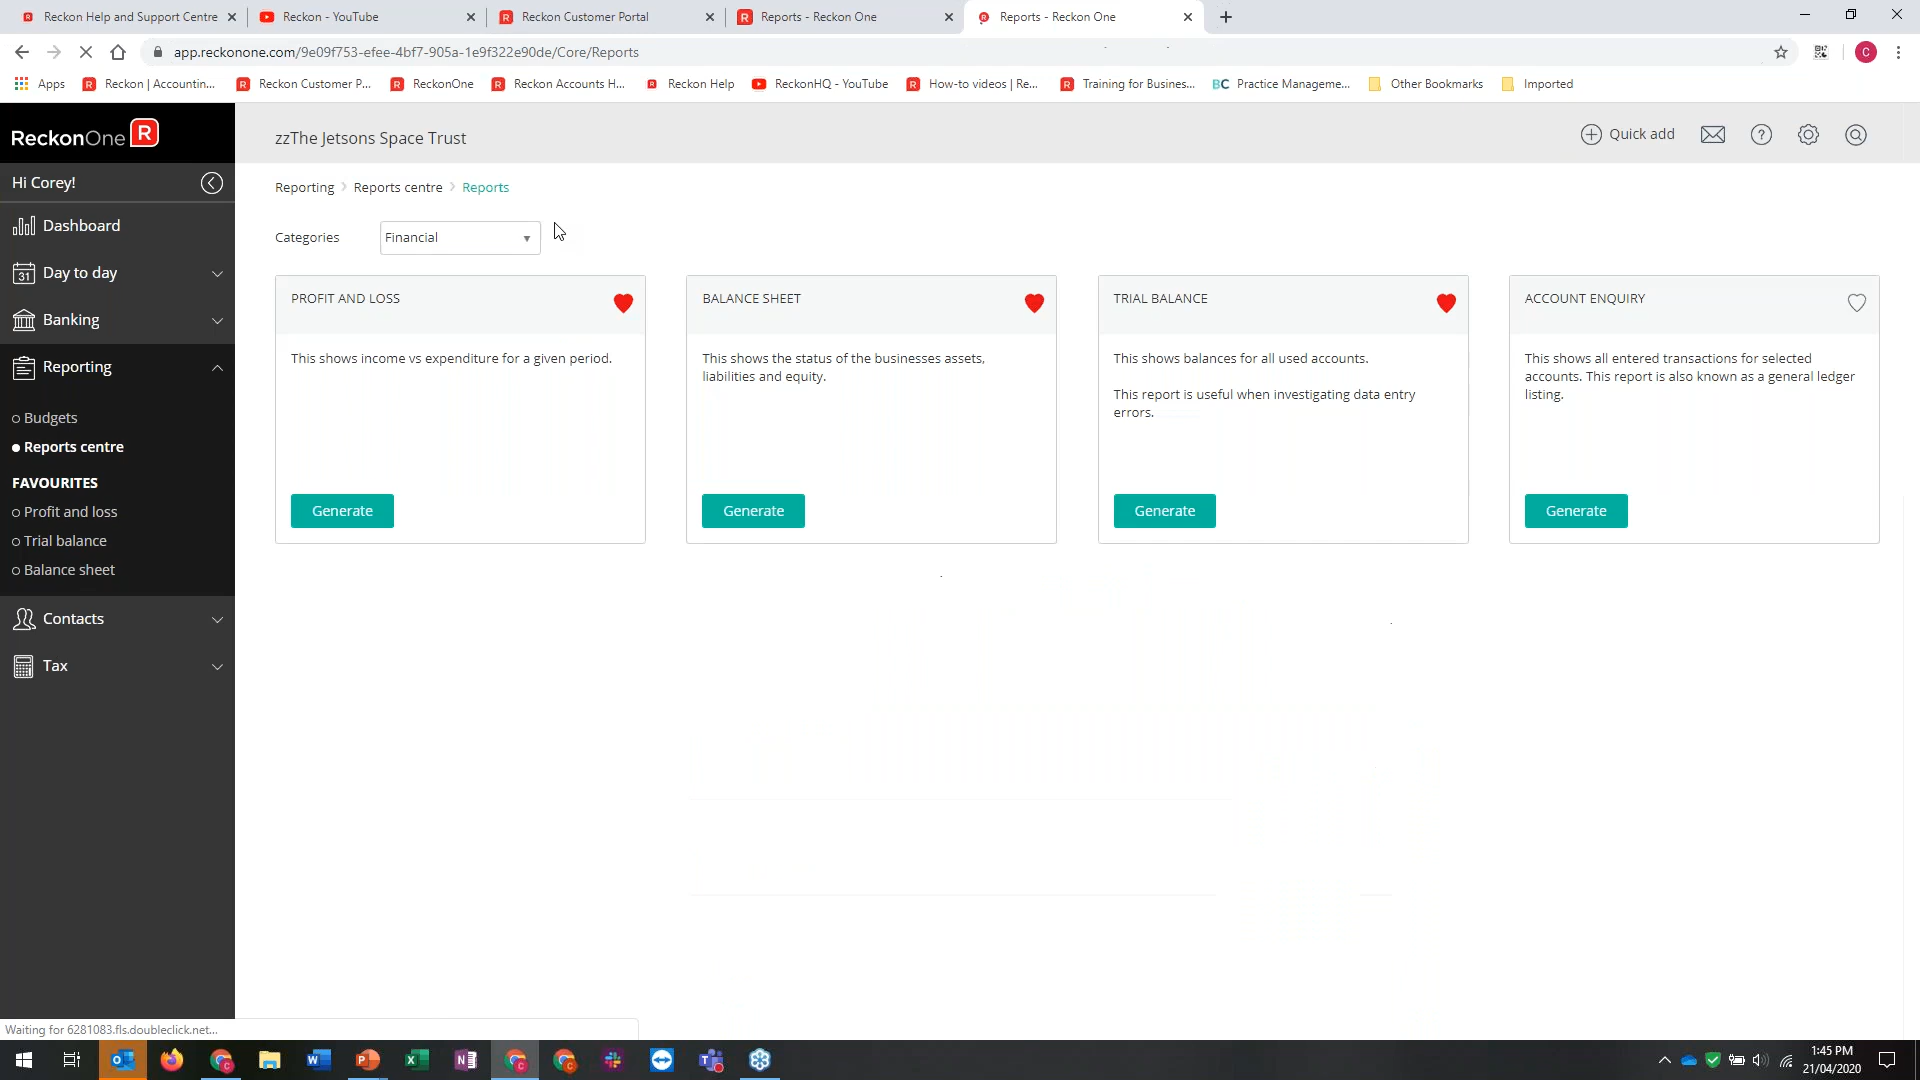 Reckon Help and Support Centre
Reckon - YouTube
Reckon Customer Portal
Reports - Reckon One
Reports - Reckon One
app.reckonone.com/9e09f753-efee-4bf7-905a-1e9f322e90de/Core/Reports
C
Apps
Reckon | Accountin...
Reckon Customer P...
ReckonOne
Reckon Accounts H...
Reckon Help
ReckonHQ - YouTube
How-to videos | Re...
Training for Busines...
BC Practice Manageme...
Other Bookmarks
Imported
ReckonOne R
zzThe Jetsons Space Trust
Quick add
Hi Corey!
Reporting > Reports centre > Reports
Dashboard
Categories Financial
31 Day to day
Banking
Reporting
Budgets
Reports centre
FAVOURITES
Profit and loss
Trial balance
Balance sheet
Contacts
Tax
PROFIT AND LOSS
This shows income vs expenditure for a given period.
Generate
BALANCE SHEET
This shows the status of the businesses assets,
liabilities and equity.
Generate
TRIAL BALANCE
This shows balances for all used accounts.
This report is useful when investigating data entry
errors.
Generate
ACCOUNT ENQUIRY
This shows all entered transactions for selected
accounts. This report is also known as a general ledger
listing.
Generate
Waiting for 6281083.fls.doubleclick.net...
1:45 PM
21/04/2020